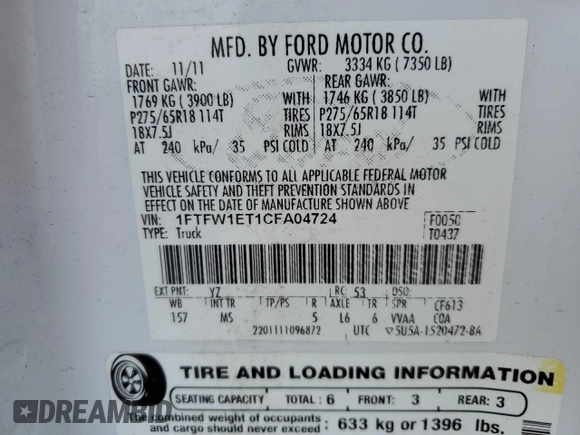 MFD. BY FORD MOTOR CO.
DATE: 11/11 GVWR: 3334 KG ( 7350 LB)
FRONT GAWR: REAR GAWR:
1769 KG ( 3900 LB) WITH 1746 KG ( 3850 LB) WITH
P275/65R18 114T TIRES P275/65R18 114T TIRES
18X7.5J RIMS 18X7.5J RIMS
AT 240 kPa/ 35 PSI COLD AT 240 kPa/ 35 PSI COLD
THIS VEHICLE CONFORMS TO ALL APPLICABLE FEDERAL MOTOR
VEHICLE SAFETY AND THEFT PREVENTION STANDARDS IN
EFFECT ON THE DATE OF MANUFACTURE SHOWN ABOVE.
VIN: 1FTFW1ET1CFA04724 F0050
TYPE: Truck T0437
EXT PNT: YZ RC: 53 DSO:
WB INT TR TP/PS R AXLE TR SPR CF613
157 MS 5 L6 6 VVAA COA
2201111096872 UTC 5U5A-1520472-BA
TIRE AND LOADING INFORMATION
SEATING CAPACITY TOTAL: 6 FRONT: 3 REAR: 3
The combined weight of occupants
and cargo should never exceed: 633 kg or 1396 lbs.
DREAMBID